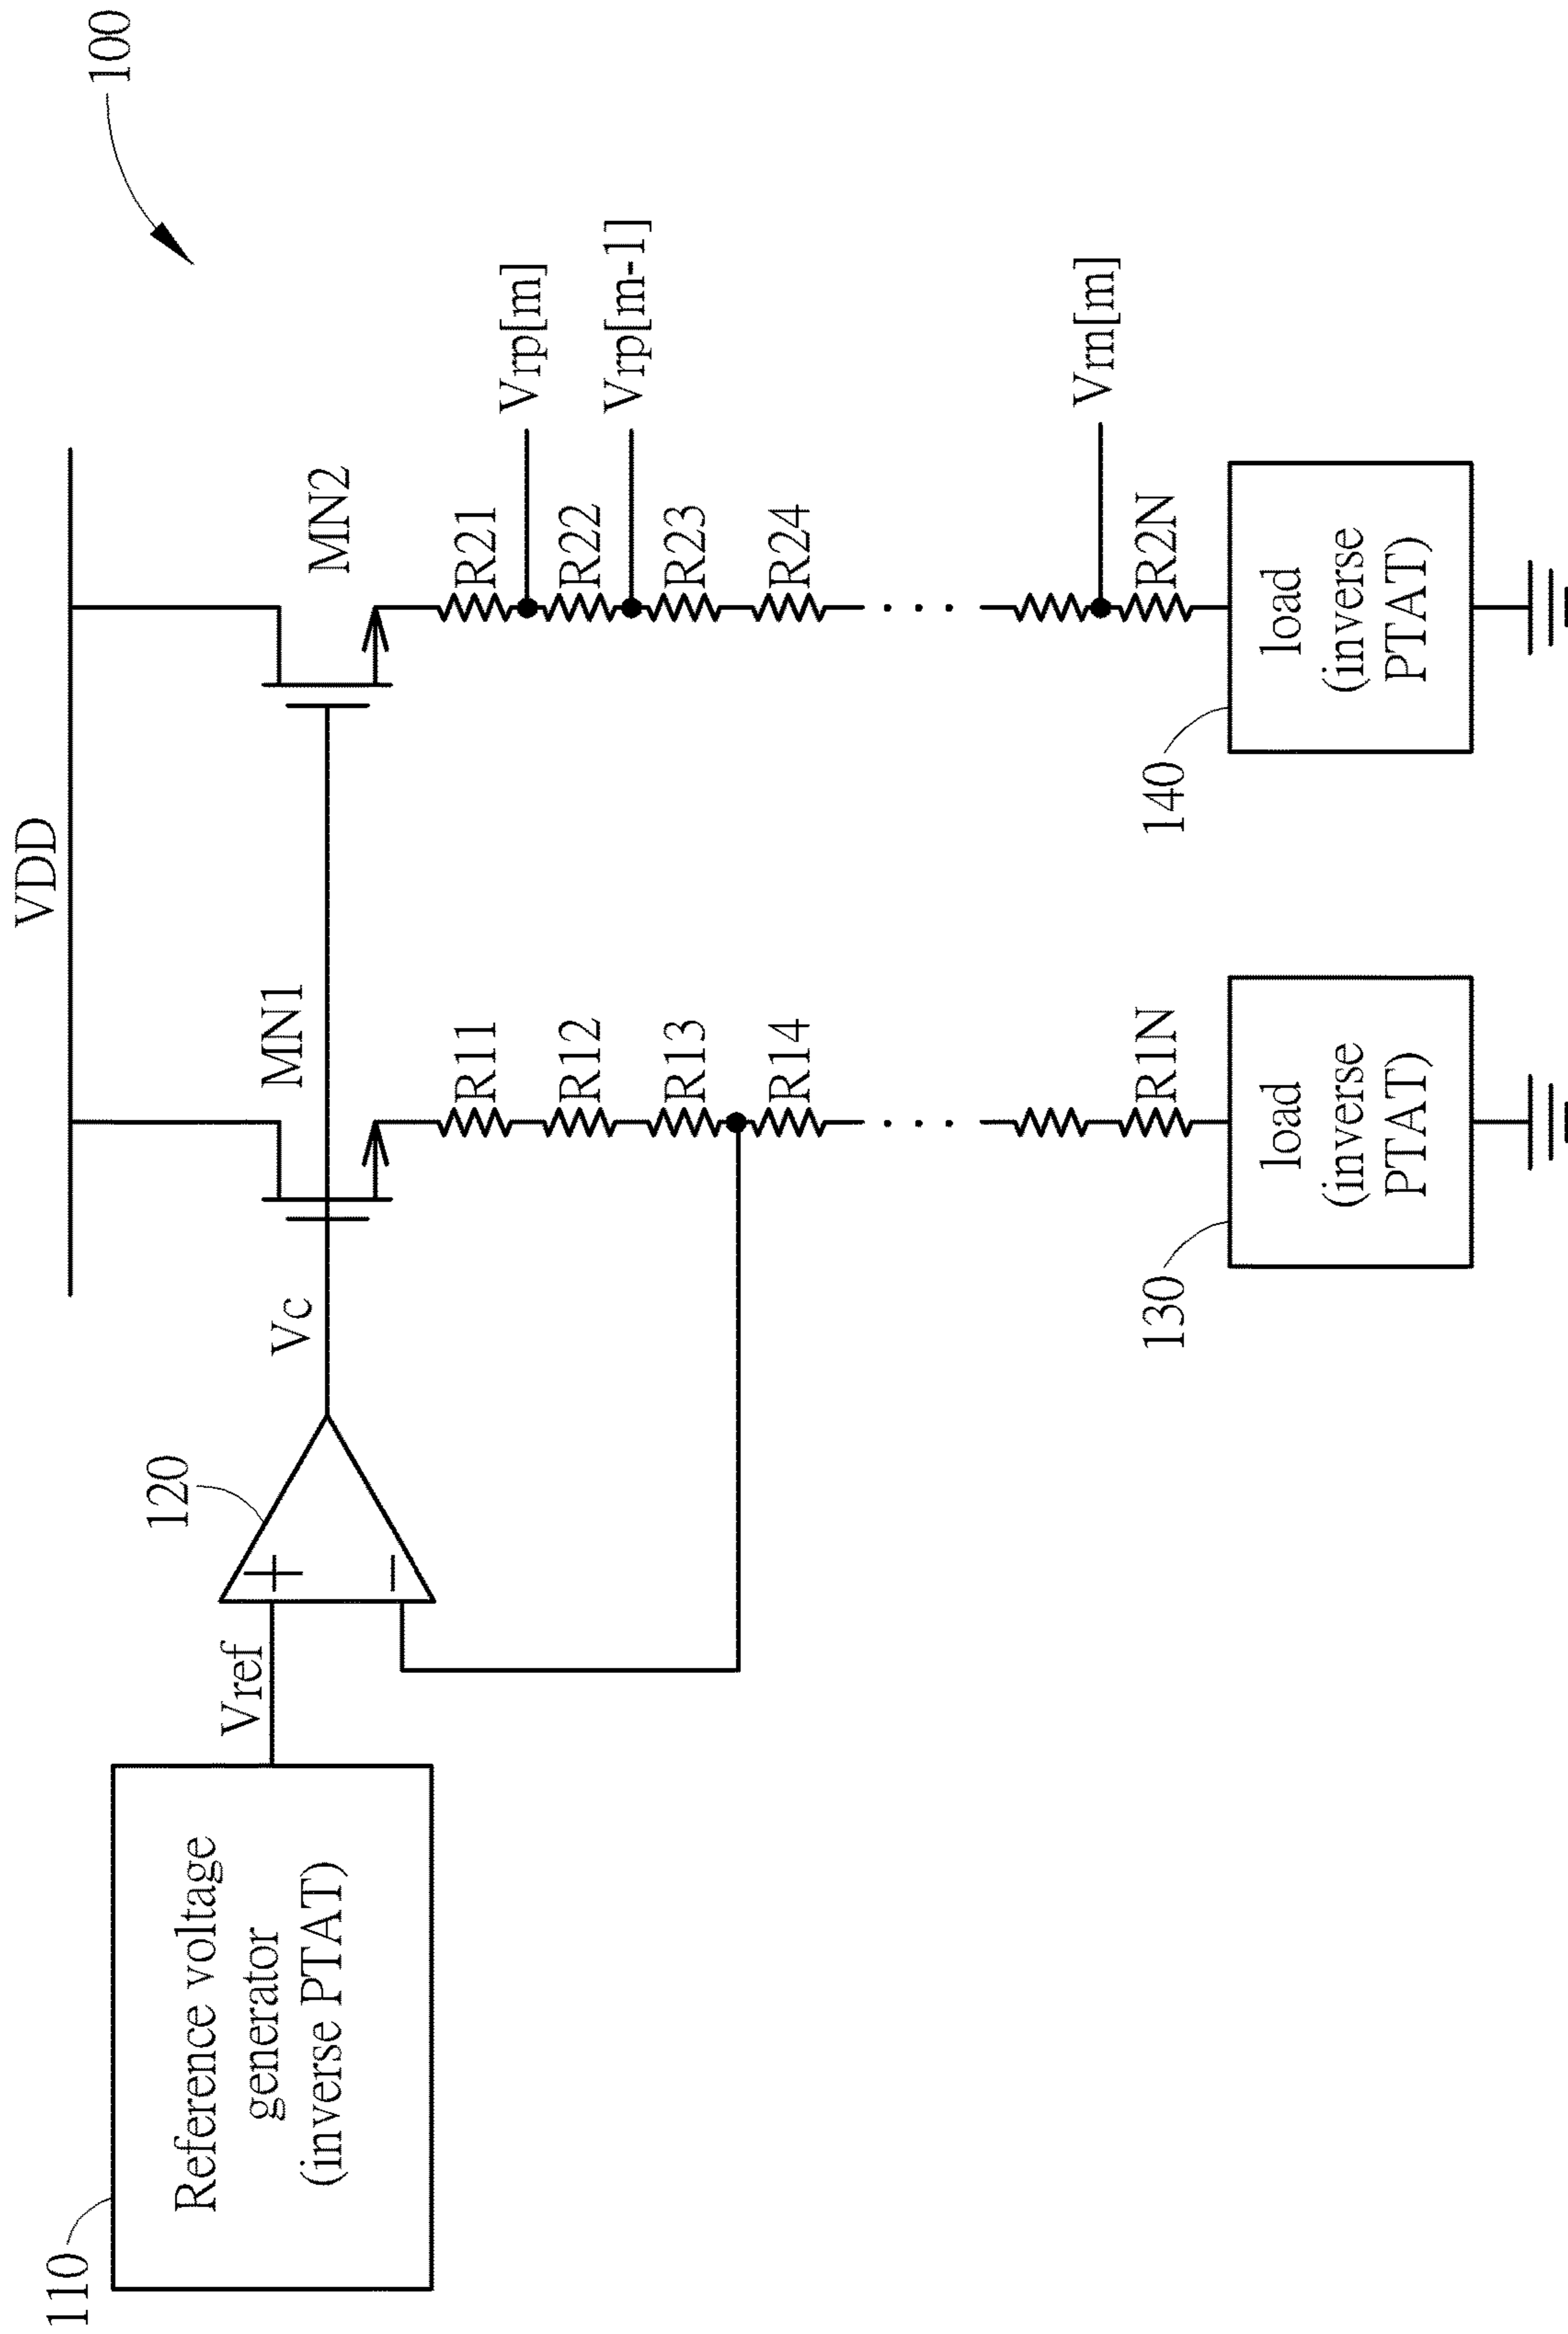 100
VDD
110
Reference voltage
generator
(inverse PTAT)
Vref
120
+
−
Vc
MN1
MN2
R11
R12
R13
R14
R1N
R21
R22
R23
R24
R2N
Vrp[m]
Vrp[m-1]
Vrn[m]
130
load
(inverse
PTAT)
140
load
(inverse
PTAT)